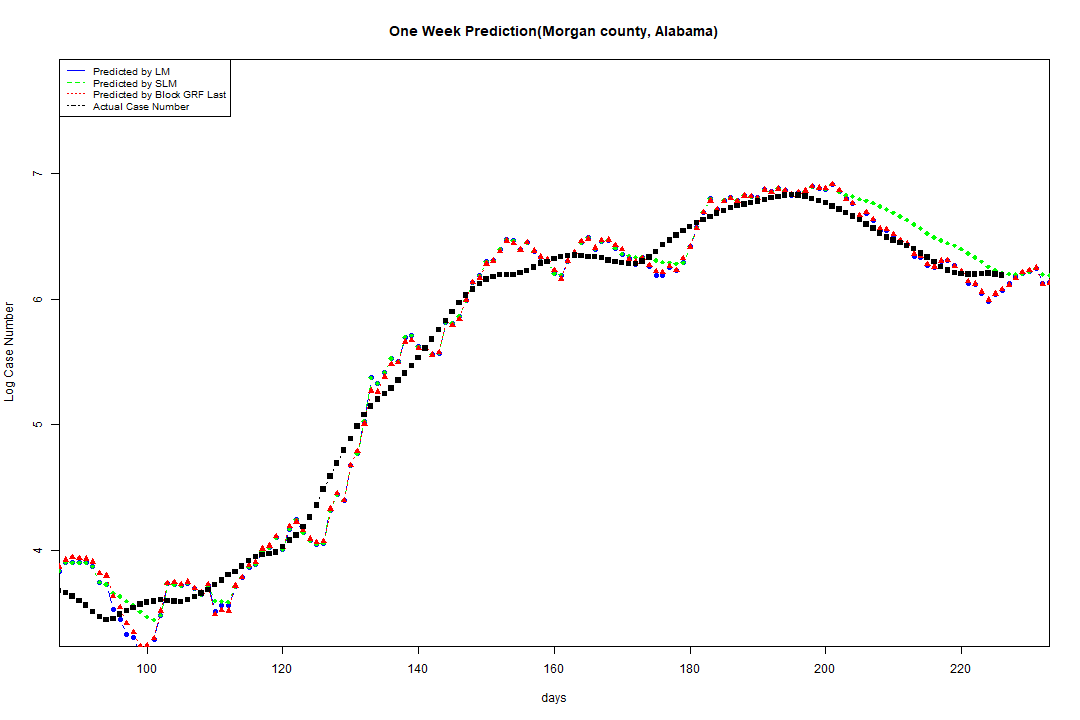 One Week Prediction(Morgan county, Alabama)
Predicted by LM
Predicted by SLM
Predicted by Block GRF Last
Actual Case Number
7
6
5
4
Log Case Number
100 120 140 160 180 200 220
days